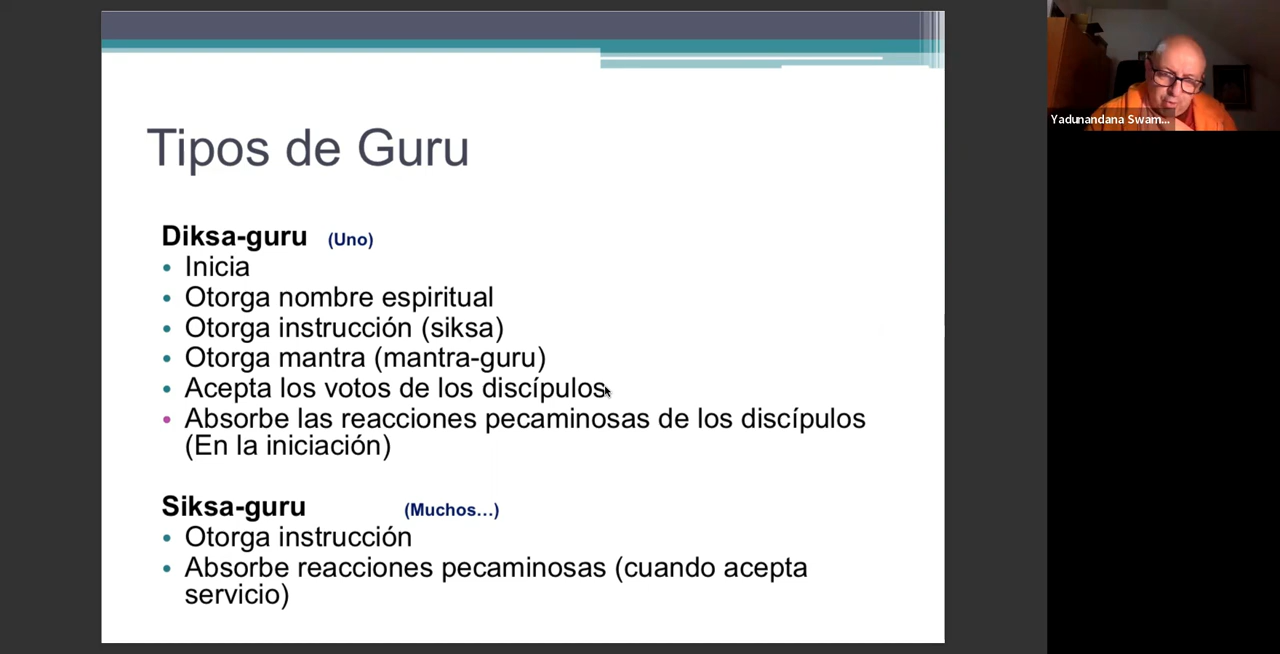 Tipos de Guru
Diksa-guru (Uno)
• Inicia
• Otorga nombre espiritual
• Otorga instrucción (siksa)
• Otorga mantra (mantra-guru)
• Acepta los votos de los discípulos
• Absorbe las reacciones pecaminosas de los discípulos
(En la iniciación)
Siksa-guru (Muchos...)
• Otorga instrucción
• Absorbe reacciones pecaminosas (cuando acepta
servicio)
Yadunandana Swam...